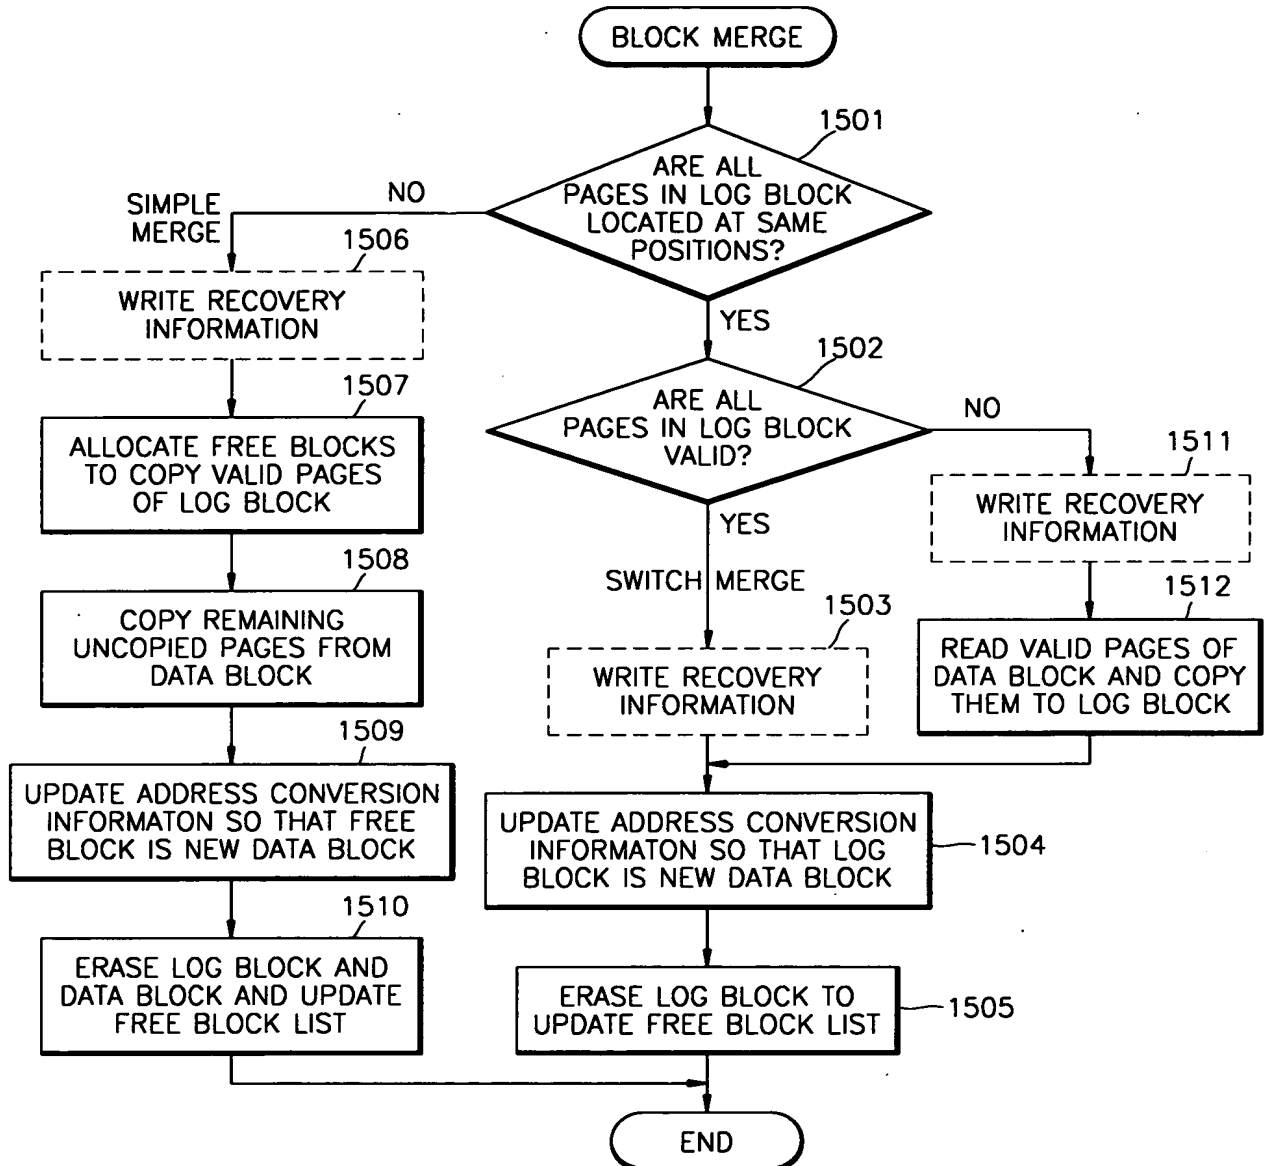 BLOCK MERGE
1501
ARE ALL
PAGES IN LOG BLOCK
LOCATED AT SAME
POSITIONS?
NO
SIMPLE
MERGE
1506
WRITE RECOVERY
INFORMATION
YES
1502
ARE ALL
PAGES IN LOG BLOCK
VALID?
NO
1507
ALLOCATE FREE BLOCKS
TO COPY VALID PAGES
OF LOG BLOCK
1511
WRITE RECOVERY
INFORMATION
YES
SWITCH MERGE
1508
COPY REMAINING
UNCOPIED PAGES FROM
DATA BLOCK
1503
WRITE RECOVERY
INFORMATION
1512
READ VALID PAGES OF
DATA BLOCK AND COPY
THEM TO LOG BLOCK
1509
UPDATE ADDRESS CONVERSION
INFORMATON SO THAT FREE
BLOCK IS NEW DATA BLOCK
UPDATE ADDRESS CONVERSION
INFORMATON SO THAT LOG
BLOCK IS NEW DATA BLOCK
1504
1510
ERASE LOG BLOCK AND
DATA BLOCK AND UPDATE
FREE BLOCK LIST
ERASE LOG BLOCK TO
UPDATE FREE BLOCK LIST
1505
END